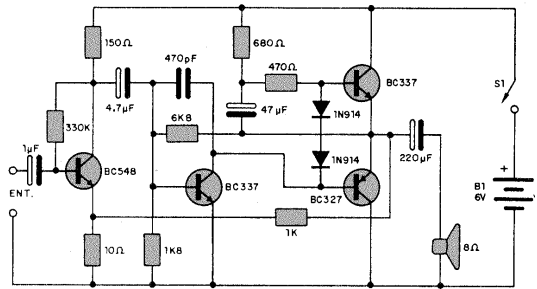 150Ω
4,7µF
470pF
680Ω
470Ω
BC337
S1
330K
1µF
6K8
47µF
1N914
1N914
220µF
BC548
ENT.
BC337
BC327
+
B1
6V
10Ω
1K8
1K
8Ω